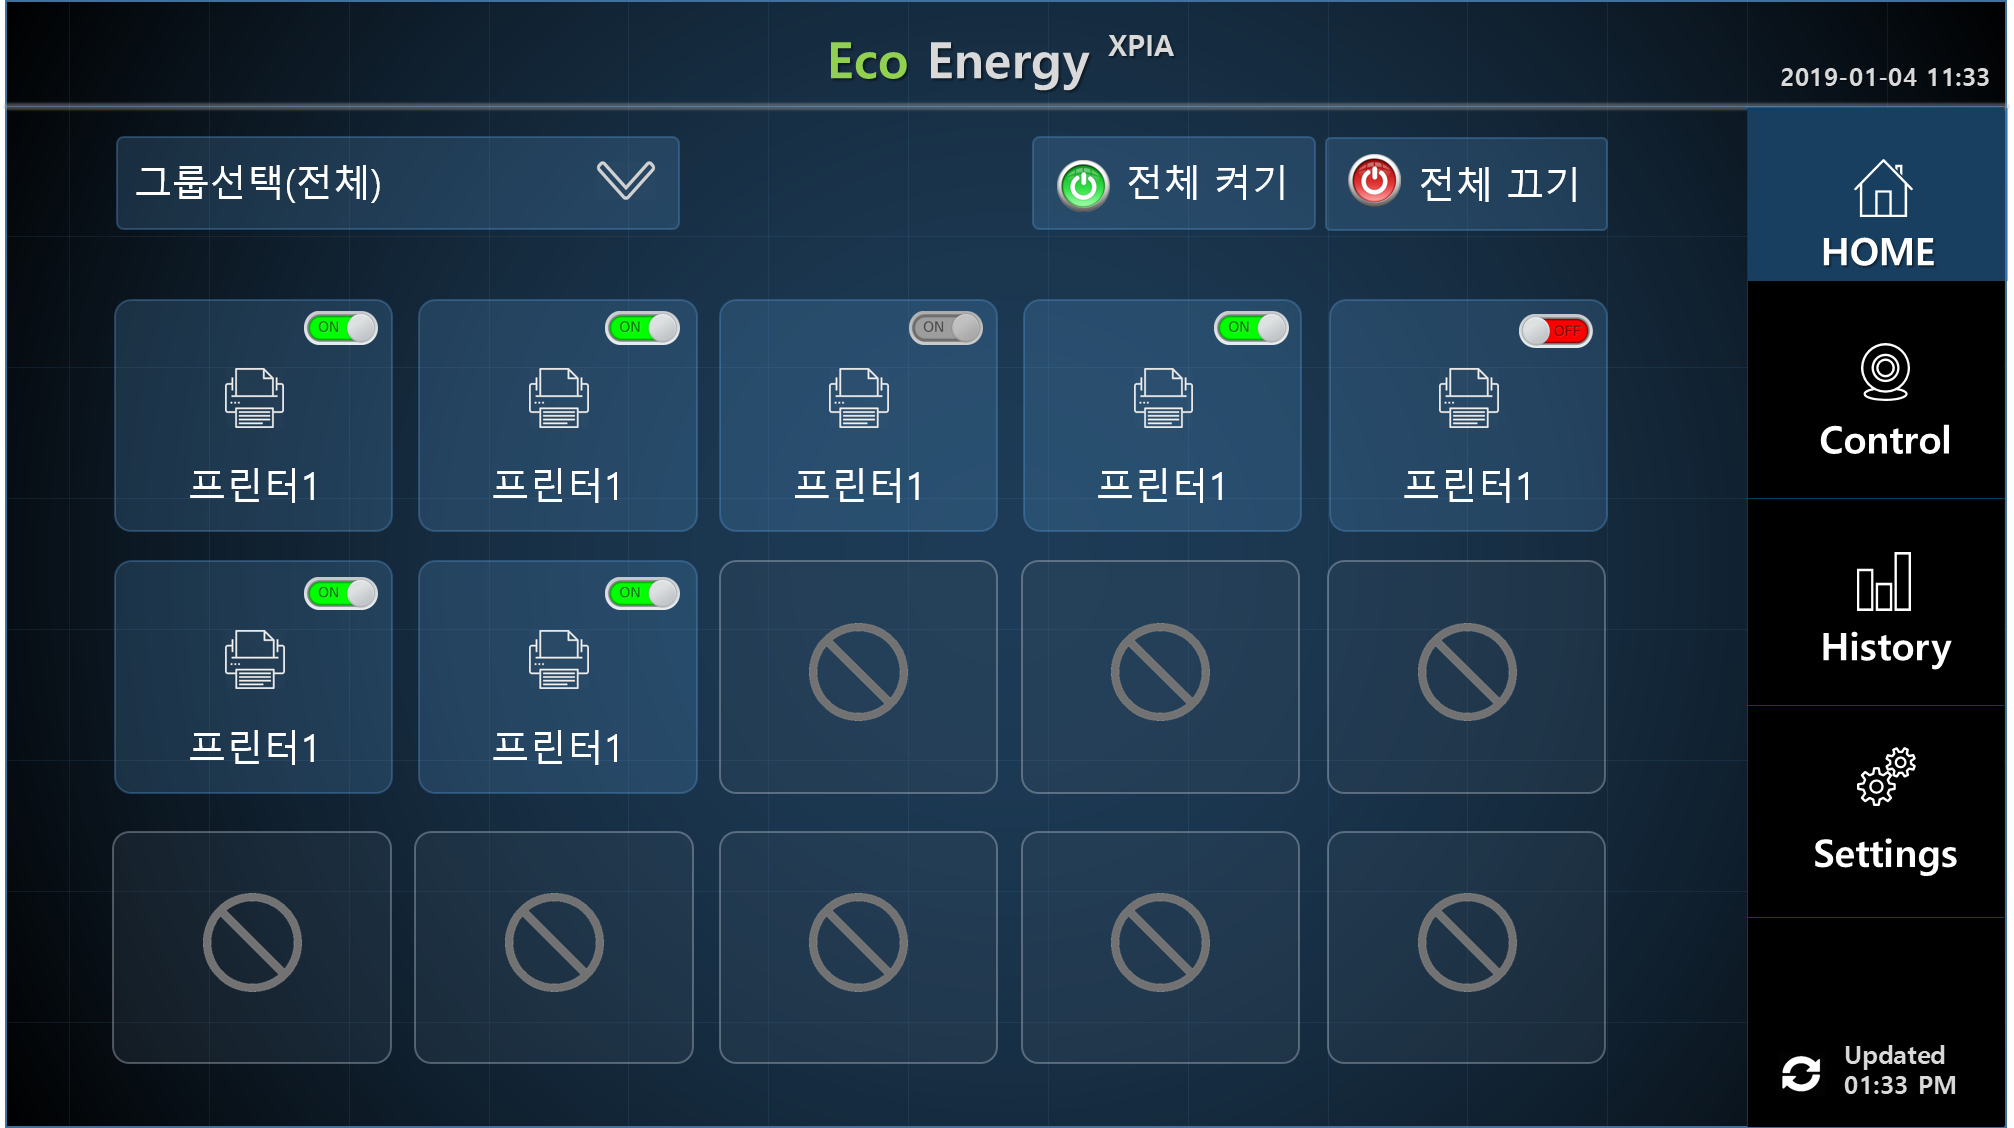 Eco Energy XPIA
2019-01-04 11:33
그룹선택(전체)
전체 켜기
전체 끄기
HOME
ON
ON
ON
ON
OFF
프린터1
프린터1
프린터1
프린터1
프린터1
Control
ON
ON
프린터1
프린터1
History
Settings
Updated
01:33 PM